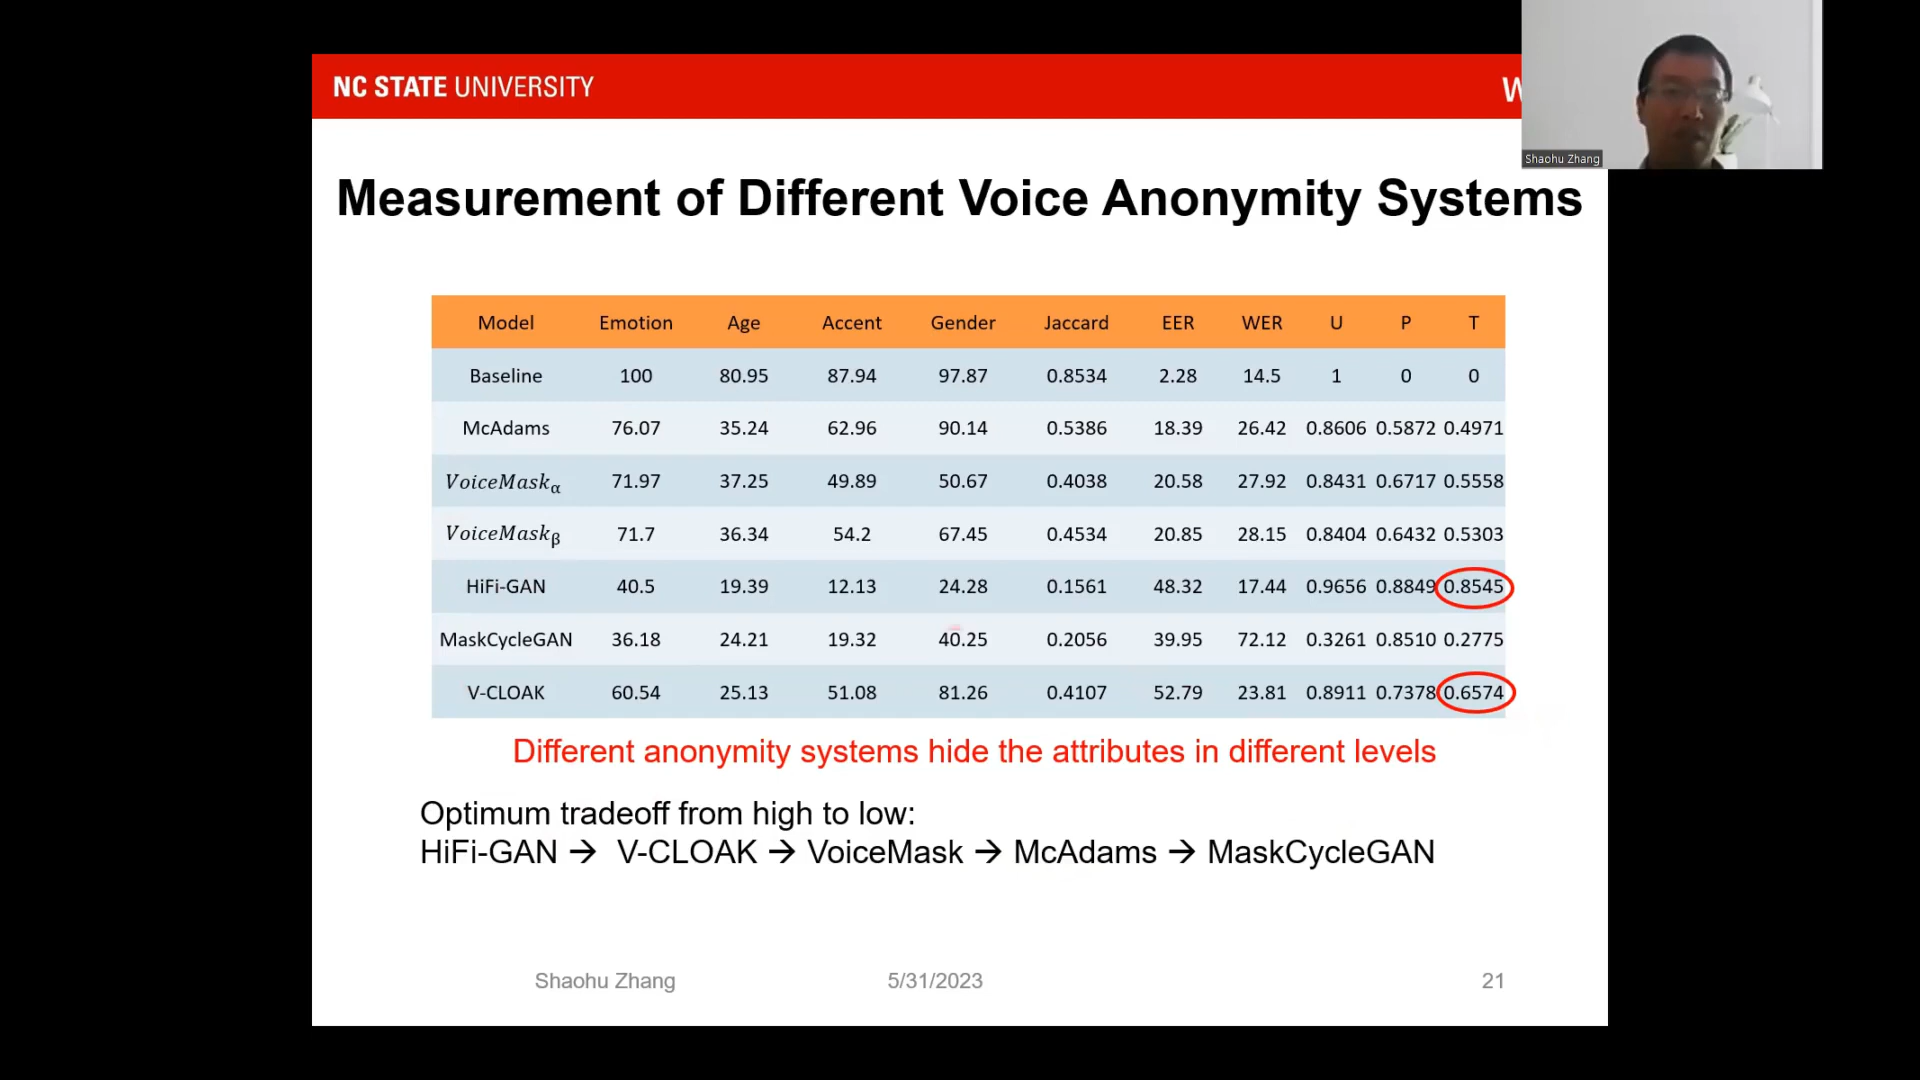 NC STATE UNIVERSITY
W
Shaohu Zhang
Measurement of Different Voice Anonymity Systems
Model Emotion Age Accent Gender Jaccard EER WER U P T
Baseline 100 80.95 87.94 97.87 0.8534 2.28 14.5 1 0 0
McAdams 76.07 35.24 62.96 90.14 0.5386 18.39 26.42 0.8606 0.5872 0.4971
VoiceMaskα 71.97 37.25 49.89 50.67 0.4038 20.58 27.92 0.8431 0.6717 0.5558
VoiceMaskβ 71.7 36.34 54.2 67.45 0.4534 20.85 28.15 0.8404 0.6432 0.5303
HiFi-GAN 40.5 19.39 12.13 24.28 0.1561 48.32 17.44 0.9656 0.8849 0.8545
MaskCycleGAN 36.18 24.21 19.32 40.25 0.2056 39.95 72.12 0.3261 0.8510 0.2775
V-CLOAK 60.54 25.13 51.08 81.26 0.4107 52.79 23.81 0.8911 0.7378 0.6574
Different anonymity systems hide the attributes in different levels
Optimum tradeoff from high to low:
HiFi-GAN → V-CLOAK → VoiceMask → McAdams → MaskCycleGAN
Shaohu Zhang 5/31/2023 21